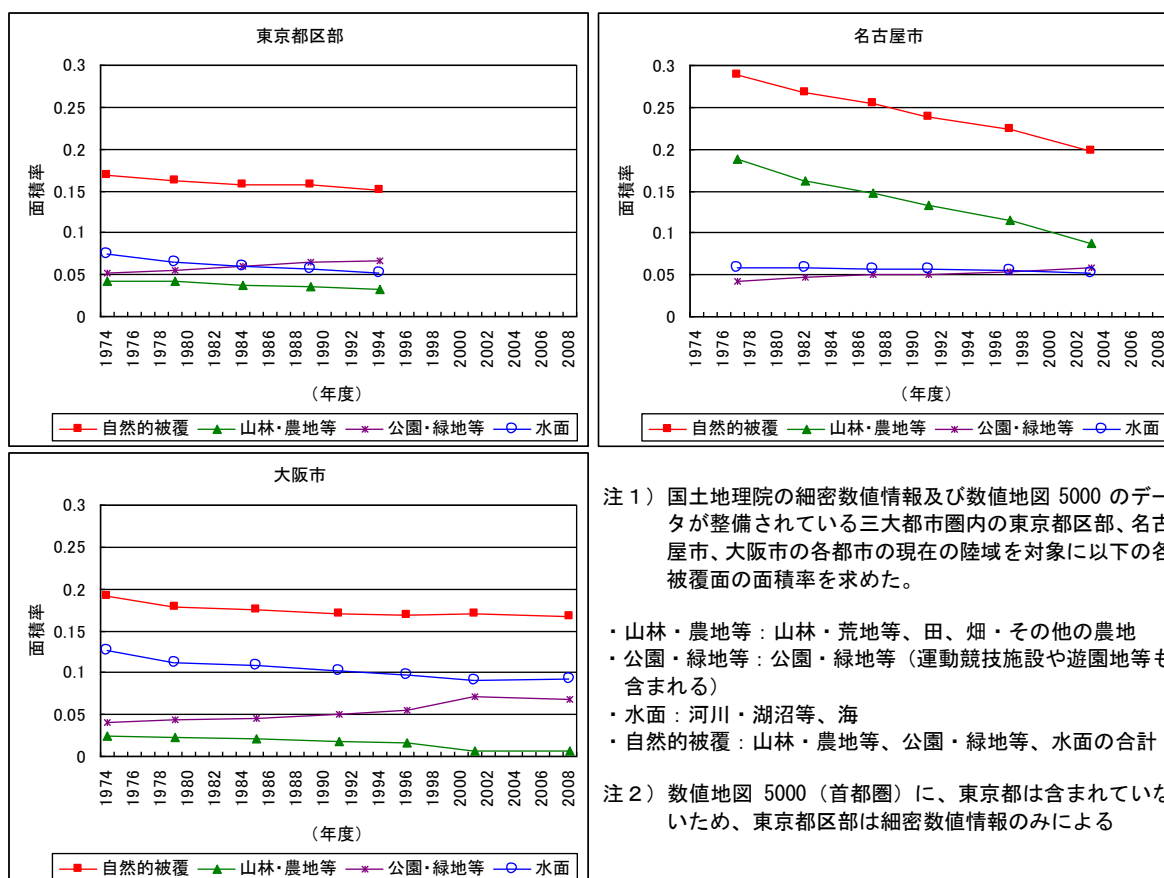 東京都区部
0.3
0.25
0.2
0.15
0.1
0.05
0
面積率
1974 1976 1978 1980 1982 1984 1986 1988 1990 1992 1994 1996 1998 2000 2002 2004 2006 2008
(年度)
自然的被覆 山林・農地等 公園・緑地等 水面
名古屋市
0.3
0.25
0.2
0.15
0.1
0.05
0
面積率
1974 1976 1978 1980 1982 1984 1986 1988 1990 1992 1994 1996 1998 2000 2002 2004 2006 2008
(年度)
自然的被覆 山林・農地等 公園・緑地等 水面
大阪市
0.3
0.25
0.2
0.15
0.1
0.05
0
面積率
1974 1976 1978 1980 1982 1984 1986 1988 1990 1992 1994 1996 1998 2000 2002 2004 2006 2008
(年度)
自然的被覆 山林・農地等 公園・緑地等 水面
注1)国土地理院の細密数値情報及び数値地図 5000 のデー
タが整備されている三大都市圏内の東京都区部、名古
屋市、大阪市の各都市の現在の陸域を対象に以下の各
被覆面の面積率を求めた。
・山林・農地等：山林・荒地等、田、畑・その他の農地
・公園・緑地等：公園・緑地等（運動競技施設や遊園地等も
含まれる）
・水面：河川・湖沼等、海
・自然的被覆：山林・農地等、公園・緑地等、水面の合計
注2)数値地図 5000（首都圏）に、東京都は含まれていな
いため、東京都区部は細密数値情報のみによる